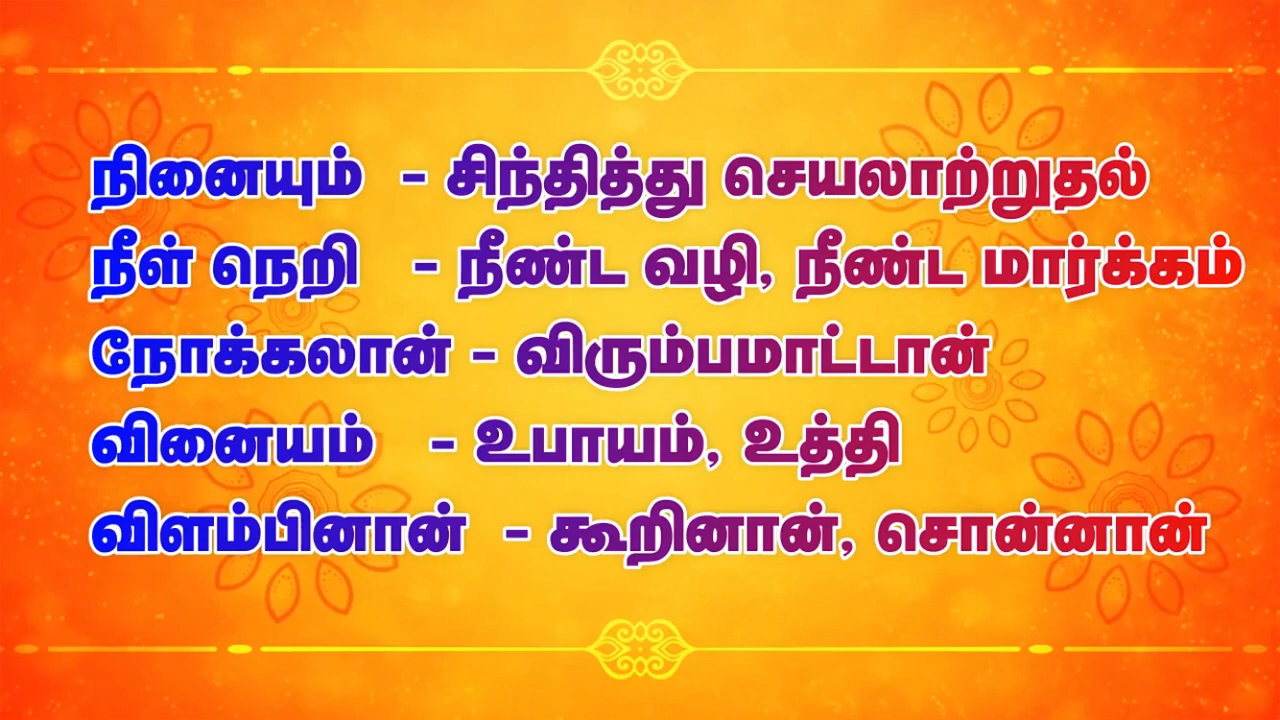 நினையும் - சிந்தித்து செயலாற்றுதல்
நீள் நெறி - நீண்ட வழி, நீண்ட மார்க்கம்
நோக்கலான் - விரும்பமாட்டான்
வினையம் - உபாயம், உத்தி
விளம்பினான் - கூறினான், சொன்னான்